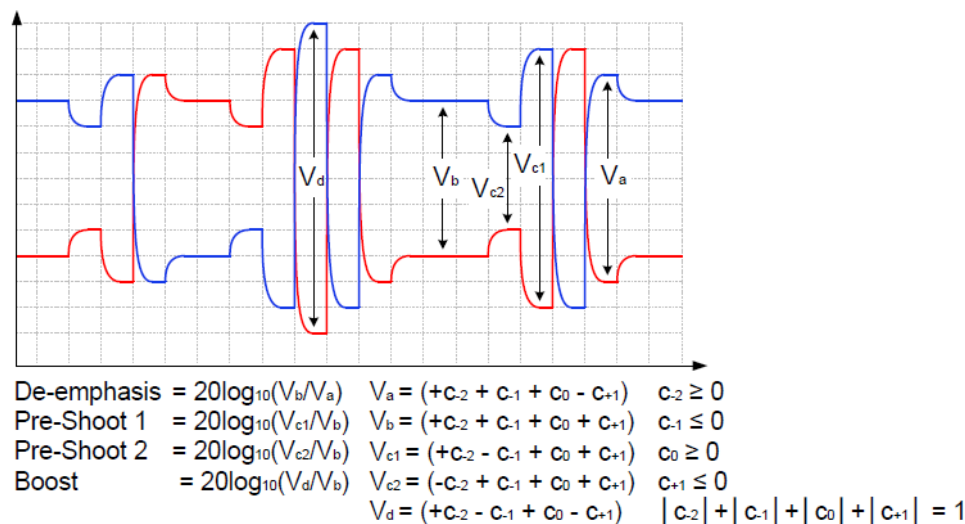 Vd
Vb
Vc2
Vc1
Va
De-emphasis = 20log10(Vb/Va) Va = (+c-2 + c-1 + c0 - c+1) c-2 ≥ 0
Pre-Shoot 1 = 20log10(Vc1/Vb) Vb = (+c-2 + c-1 + c0 + c+1) c-1 ≤ 0
Pre-Shoot 2 = 20log10(Vc2/Vb) Vc1 = (+c-2 - c-1 + c0 + c+1) c0 ≥ 0
Boost = 20log10(Vd/Vb) Vc2 = (-c-2 + c-1 + c0 + c+1) c+1 ≤ 0
Vd = (+c-2 - c-1 + c0 - c+1) |c-2|+|c-1|+|c0|+|c+1| = 1